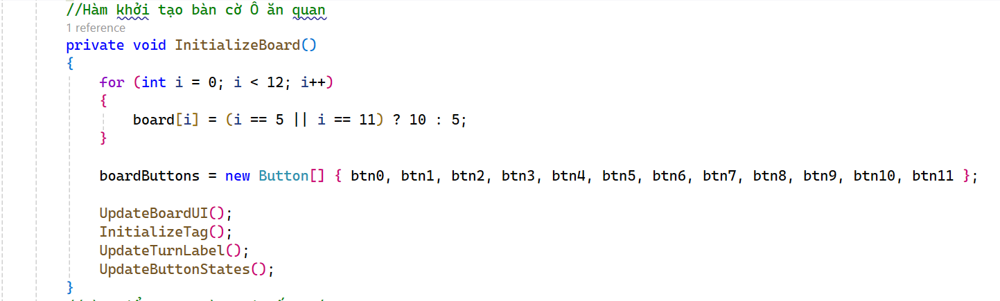 //Hàm khởi tạo bàn cờ Ô ăn quan
1 reference
private void InitializeBoard()
{
for (int i = 0; i < 12; i++)
{
board[i] = (i == 5 || i == 11) ? 10 : 5;
}
boardButtons = new Button[] { btn0, btn1, btn2, btn3, btn4, btn5, btn6, btn7, btn8, btn9, btn10, btn11 };
UpdateBoardUI();
InitializeTag();
UpdateTurnLabel();
UpdateButtonStates();
}